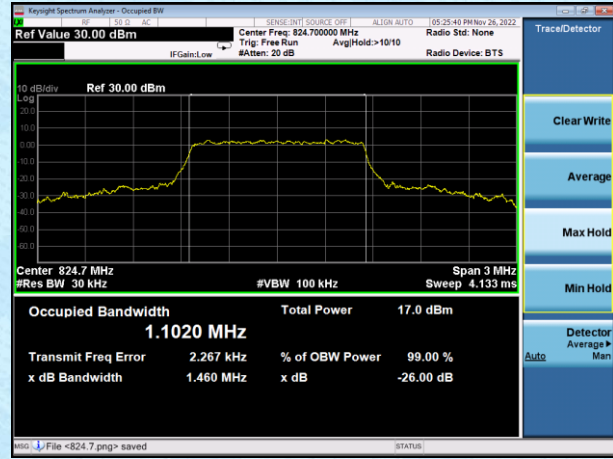 Keysight Spectrum Analyzer - Occupied BW
RF 50 Ω AC SENSE:INT SOURCE OFF ALIGN AUTO 05:25:40 PM Nov 26, 2022
Ref Value 30.00 dBm Center Freq: 824.700000 MHz Radio Std: None Trace/Detector
Trig: Free Run Avg|Hold:>10/10
IFGain:Low #Atten: 20 dB Radio Device: BTS
10 dB/div Ref 30.00 dBm
Log
20.0
10.0
0.00
-10.0
-20.0
-30.0
-40.0
-50.0
-60.0
Clear Write
Average
Max Hold
Min Hold
Center 824.7 MHz Span 3 MHz
#Res BW 30 kHz #VBW 100 kHz Sweep 4.133 ms
Occupied Bandwidth Total Power 17.0 dBm
1.1020 MHz
Transmit Freq Error 2.267 kHz % of OBW Power 99.00 %
x dB Bandwidth 1.460 MHz x dB -26.00 dB
Detector
Average
Auto Man
MSG File <824.7.png> saved STATUS